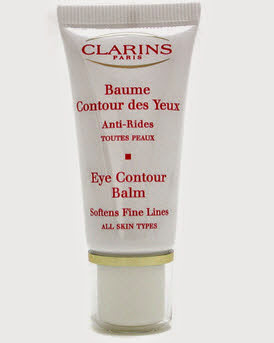 CLARINS
PARIS
Baume
Contour des Yeux
Anti-Rides
TOUTES PEAUX
Eye Contour
Balm
Softens Fine Lines
ALL SKIN TYPES